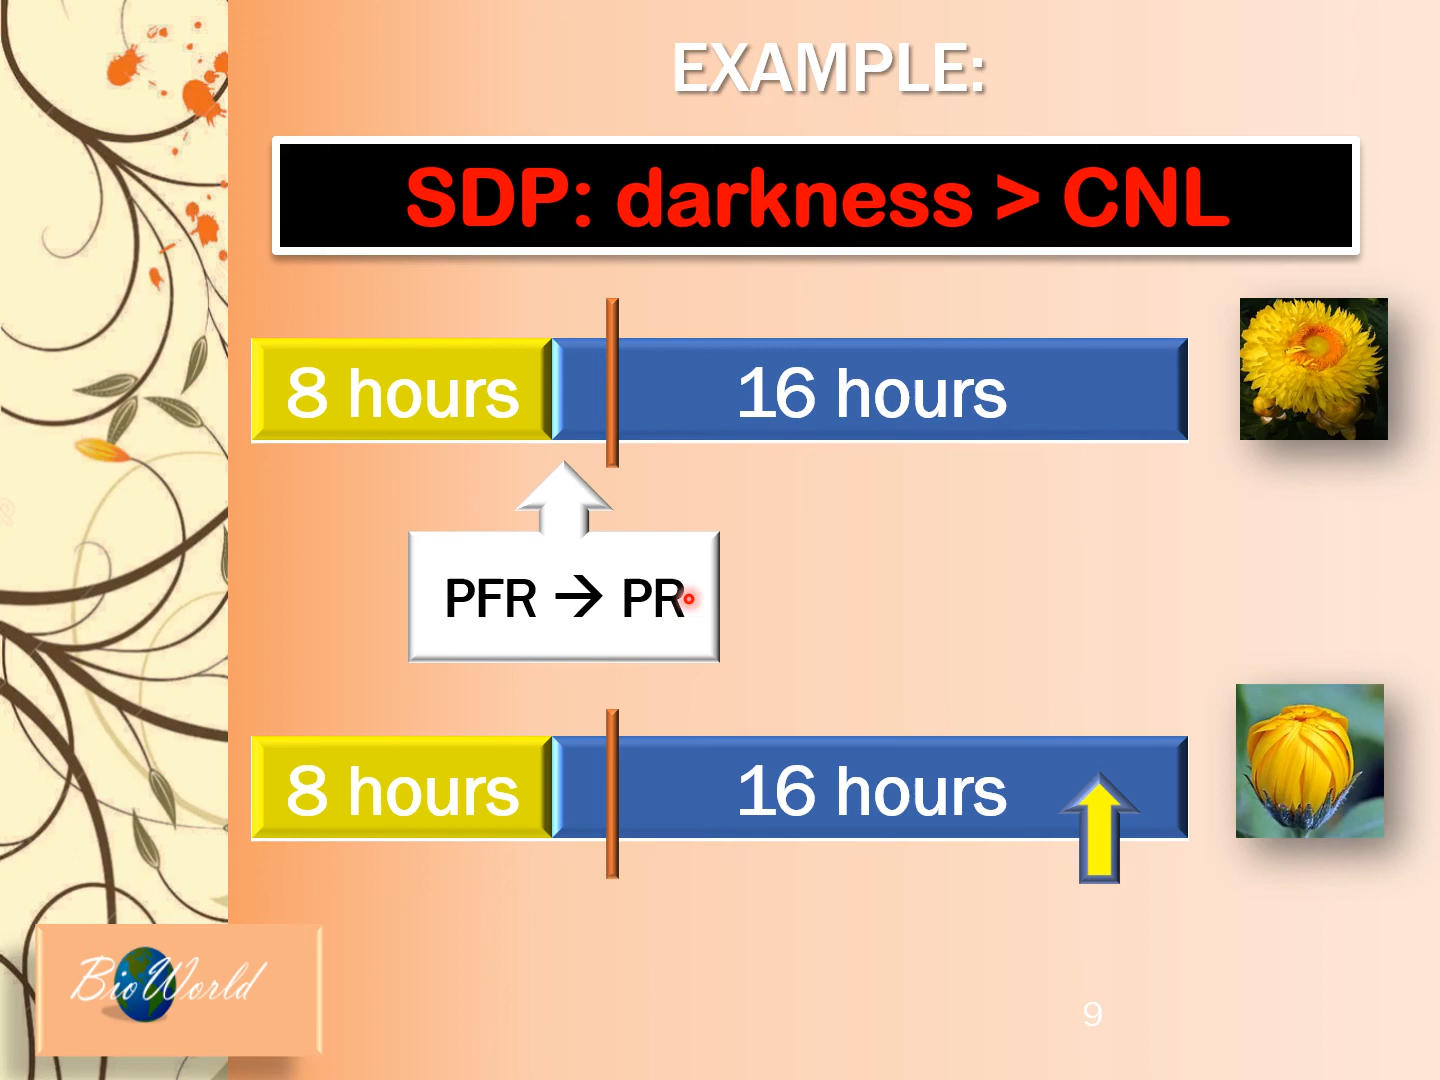 EXAMPLE:
SDP: darkness > CNL
8 hours 16 hours
PFR → PR
8 hours 16 hours
BioWorld
9